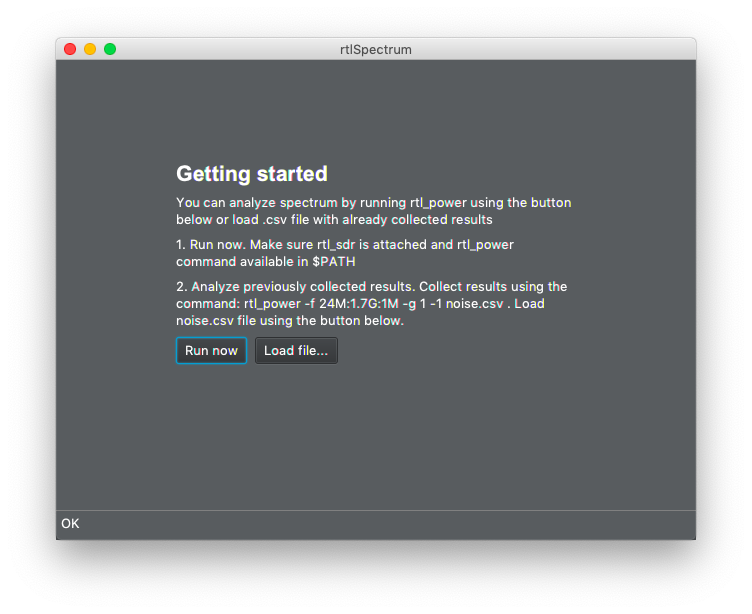 rtlSpectrum
Getting started
You can analyze spectrum by running rtl_power using the button
below or load .csv file with already collected results
1. Run now. Make sure rtl_sdr is attached and rtl_power
command available in $PATH
2. Analyze previously collected results. Collect results using the
command: rtl_power -f 24M:1.7G:1M -g 1 -1 noise.csv . Load
noise.csv file using the button below.
Run now Load file...
OK